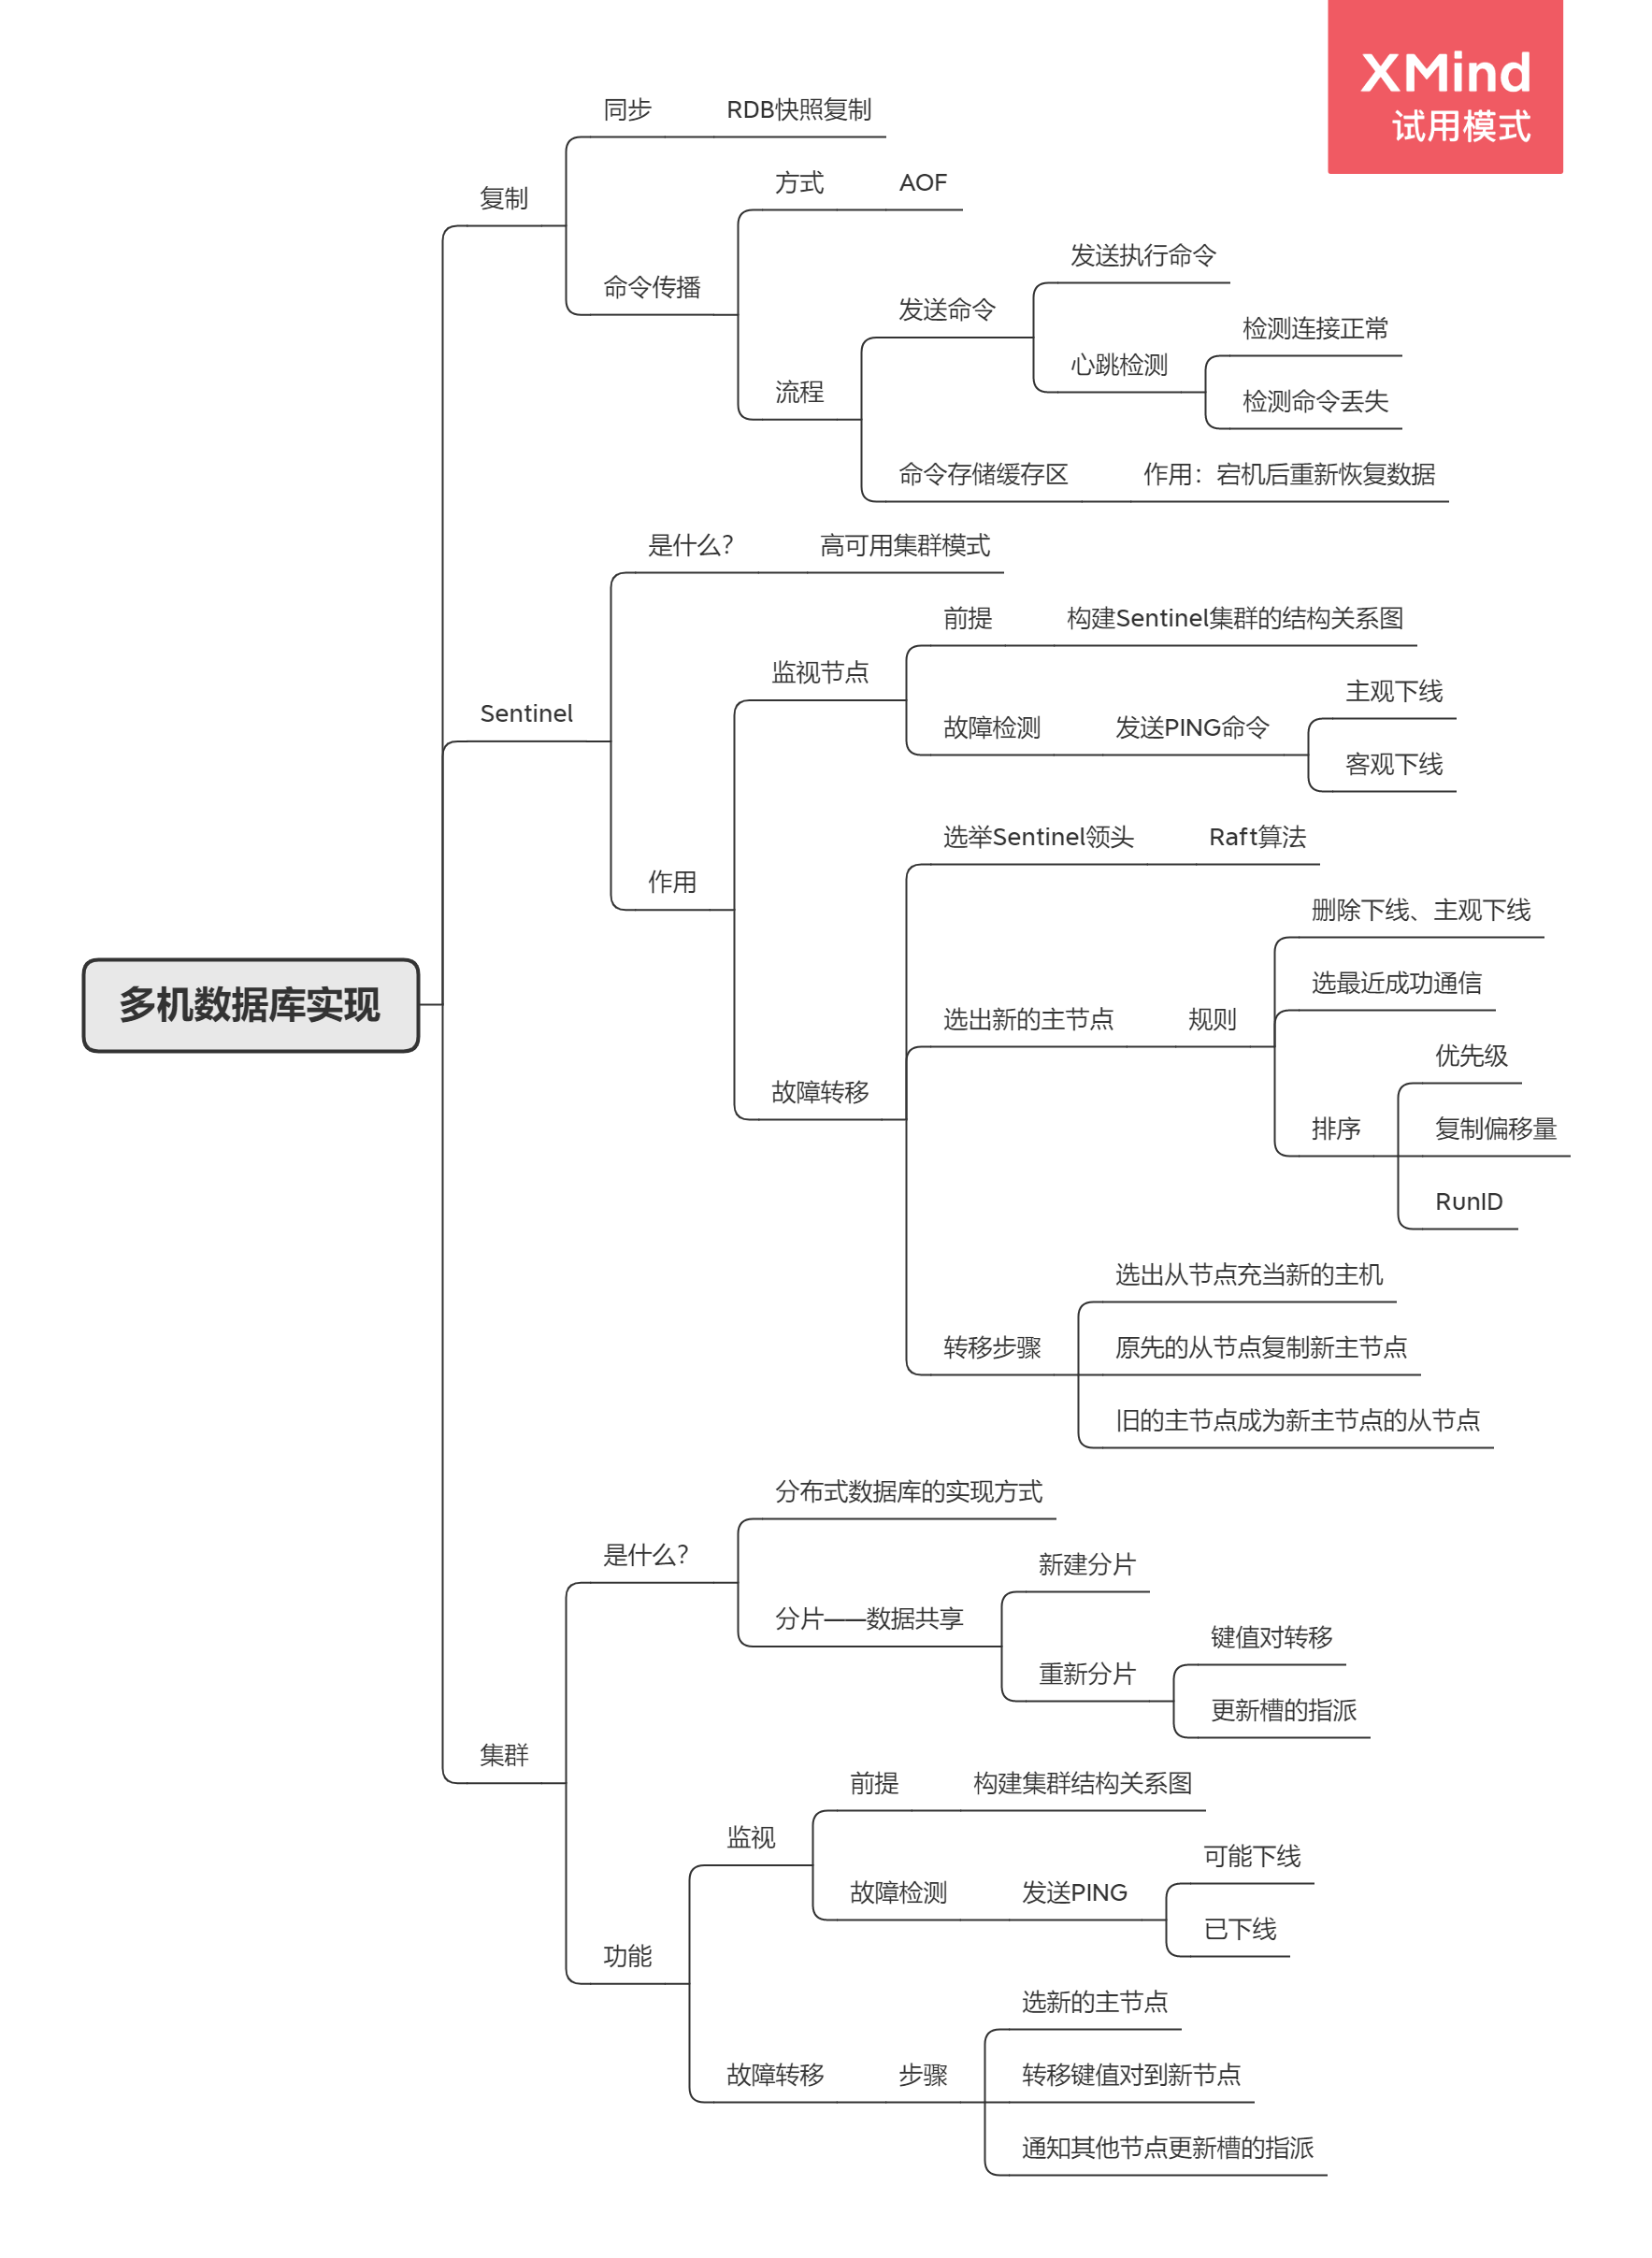 XMind
试用模式
同步
RDB快照复制
方式
AOF
复制
发送执行命令
命令传播
发送命令
检测连接正常
心跳检测
流程
检测命令丢失
命令存储缓存区
作用：宕机后重新恢复数据
是什么？
高可用集群模式
前提
构建Sentinel集群的结构关系图
监视节点
主观下线
Sentinel
故障检测
发送PING命令
客观下线
选举Sentinel领头
Raft算法
作用
删除下线、主观下线
选最近成功通信
多机数据库实现
选出新的主节点
规则
优先级
故障转移
排序
复制偏移量
RunID
选出从节点充当新的主机
转移步骤
原先的从节点复制新主节点
旧的主节点成为新主节点的从节点
分布式数据库的实现方式
是什么？
新建分片
分片——数据共享
键值对转移
重新分片
更新槽的指派
集群
前提
构建集群结构关系图
监视
可能下线
故障检测
发送PING
已下线
功能
选新的主节点
故障转移
步骤
转移键值对到新节点
通知其他节点更新槽的指派